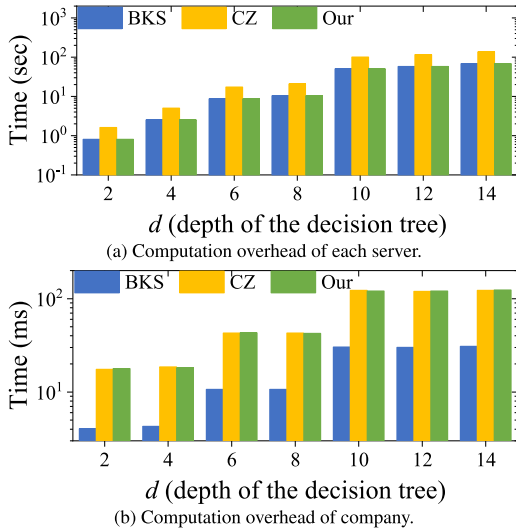 BKS CZ Our
10³
10²
10¹
10⁰
10⁻¹
Time (sec)
2 4 6 8 10 12 14
d (depth of the decision tree)
(a) Computation overhead of each server.
BKS CZ Our
10²
10¹
Time (ms)
2 4 6 8 10 12 14
d (depth of the decision tree)
(b) Computation overhead of company.